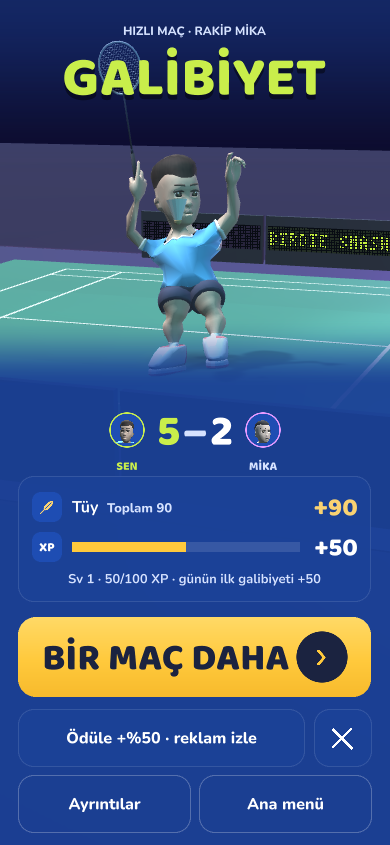 HIZLI MAÇ · RAKİP MİKA
GALİBİYET
BIRDIE SMASH
5–2
SEN
MİKA
Tüy Toplam 90 +90
XP +50
Sv 1 · 50/100 XP · günün ilk galibiyeti +50
BİR MAÇ DAHA
Ödüle +%50 · reklam izle
Ayrıntılar
Ana menü